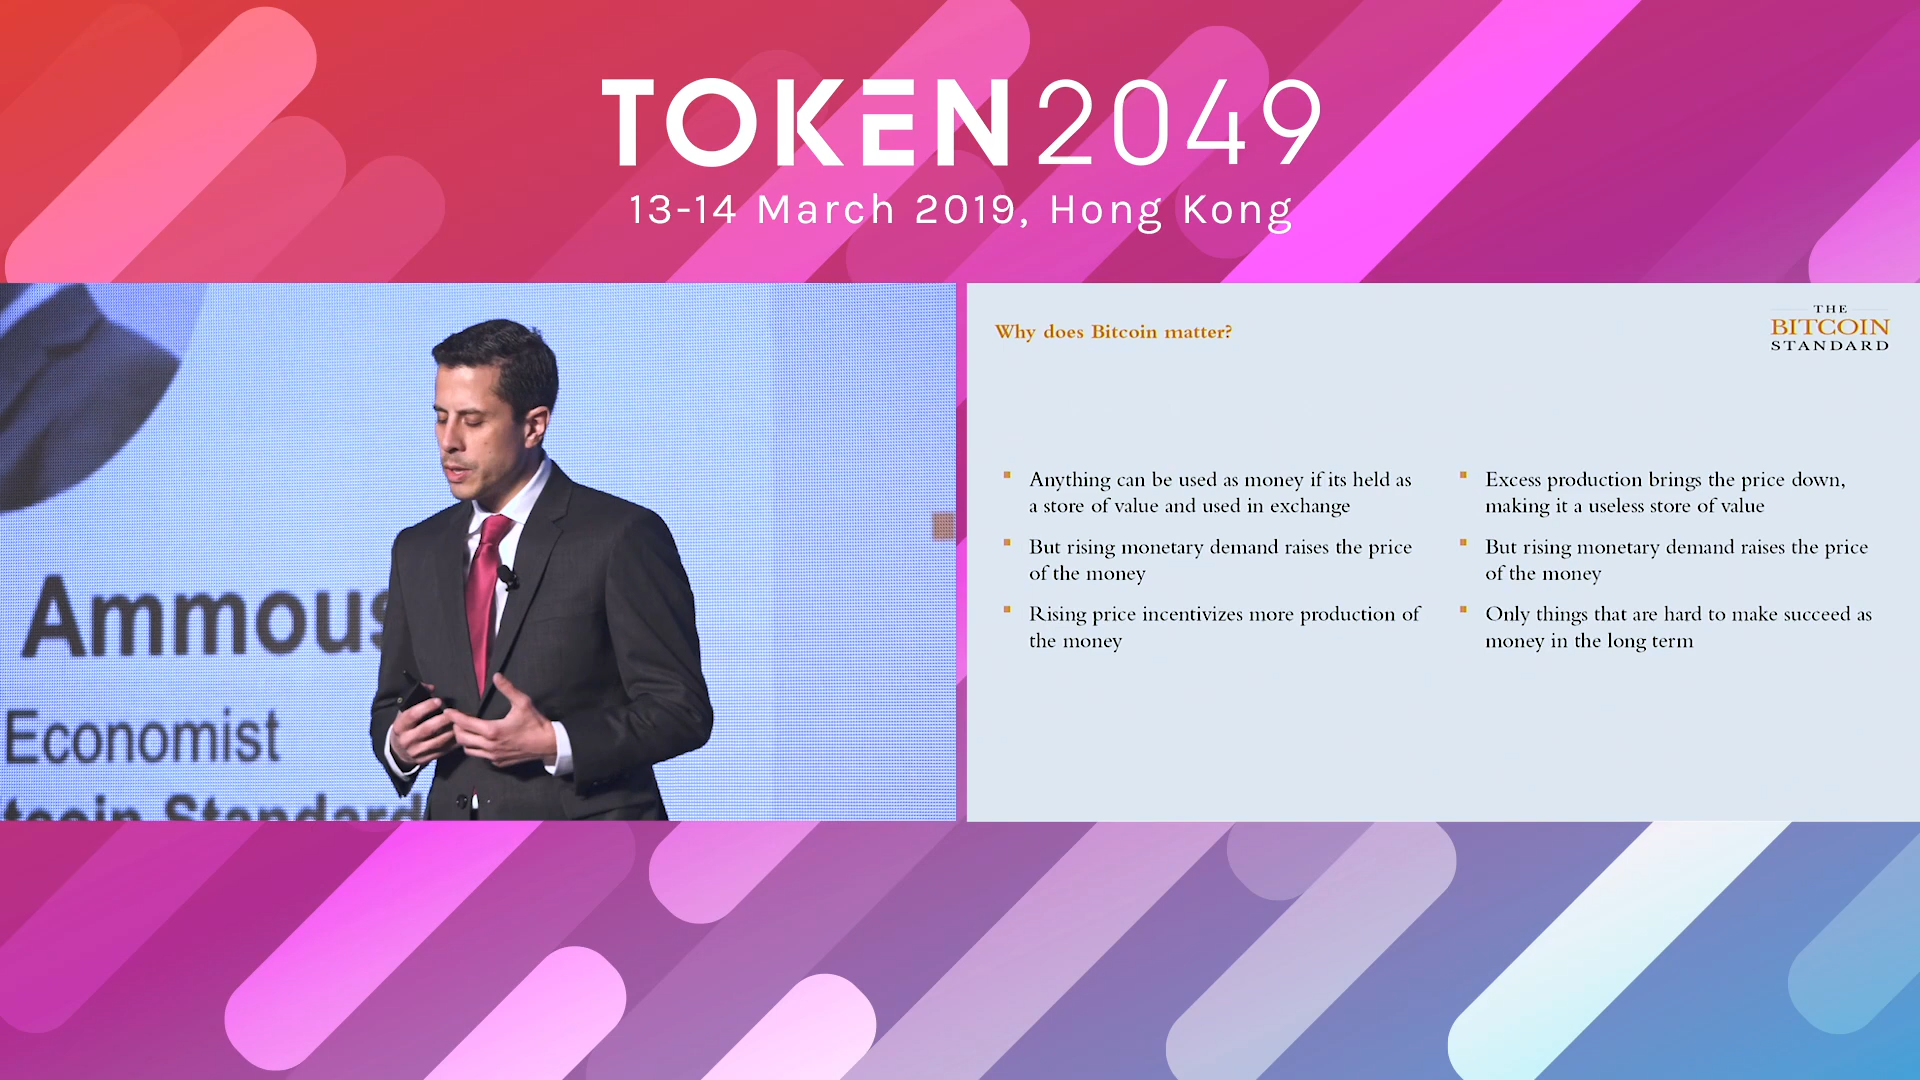 TOKEN2049
13-14 March 2019, Hong Kong
Ammous
Economist
Standard
Why does Bitcoin matter?
THE
BITCOIN
STANDARD
Anything can be used as money if its held as
a store of value and used in exchange
But rising monetary demand raises the price
of the money
Rising price incentivizes more production of
the money
Excess production brings the price down,
making it a useless store of value
But rising monetary demand raises the price
of the money
Only things that are hard to make succeed as
money in the long term